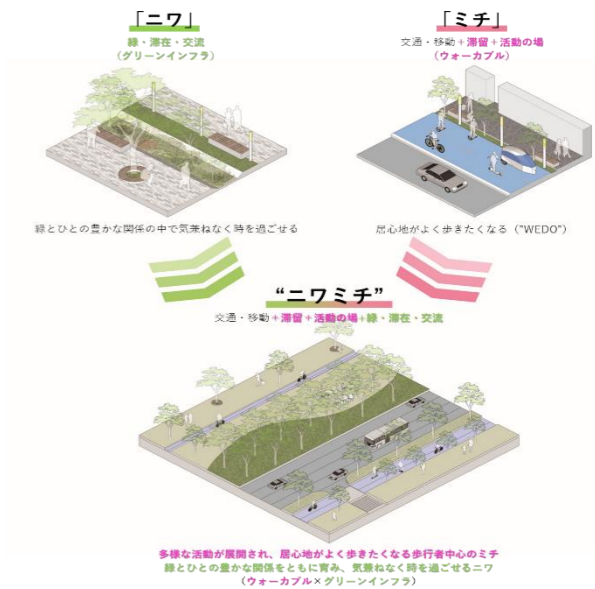 「ニワ」
緑・滞在・交流
（グリーンインフラ）
緑とひとの豊かな関係の中で気兼ねなく時を過ごせる
「ミチ」
交通・移動＋滞留＋活動の場
（ウォーカブル）
居心地がよく歩きたくなる（"WEDO"）
“ニワミチ”
交通・移動＋滞留＋活動の場＋緑・滞在・交流
多様な活動が展開され、居心地がよく歩きたくなる歩行者中心のミチ
緑とひとの豊かな関係をともに育み、気兼ねなく時を過ごせるニワ
（ウォーカブル×グリーンインフラ）